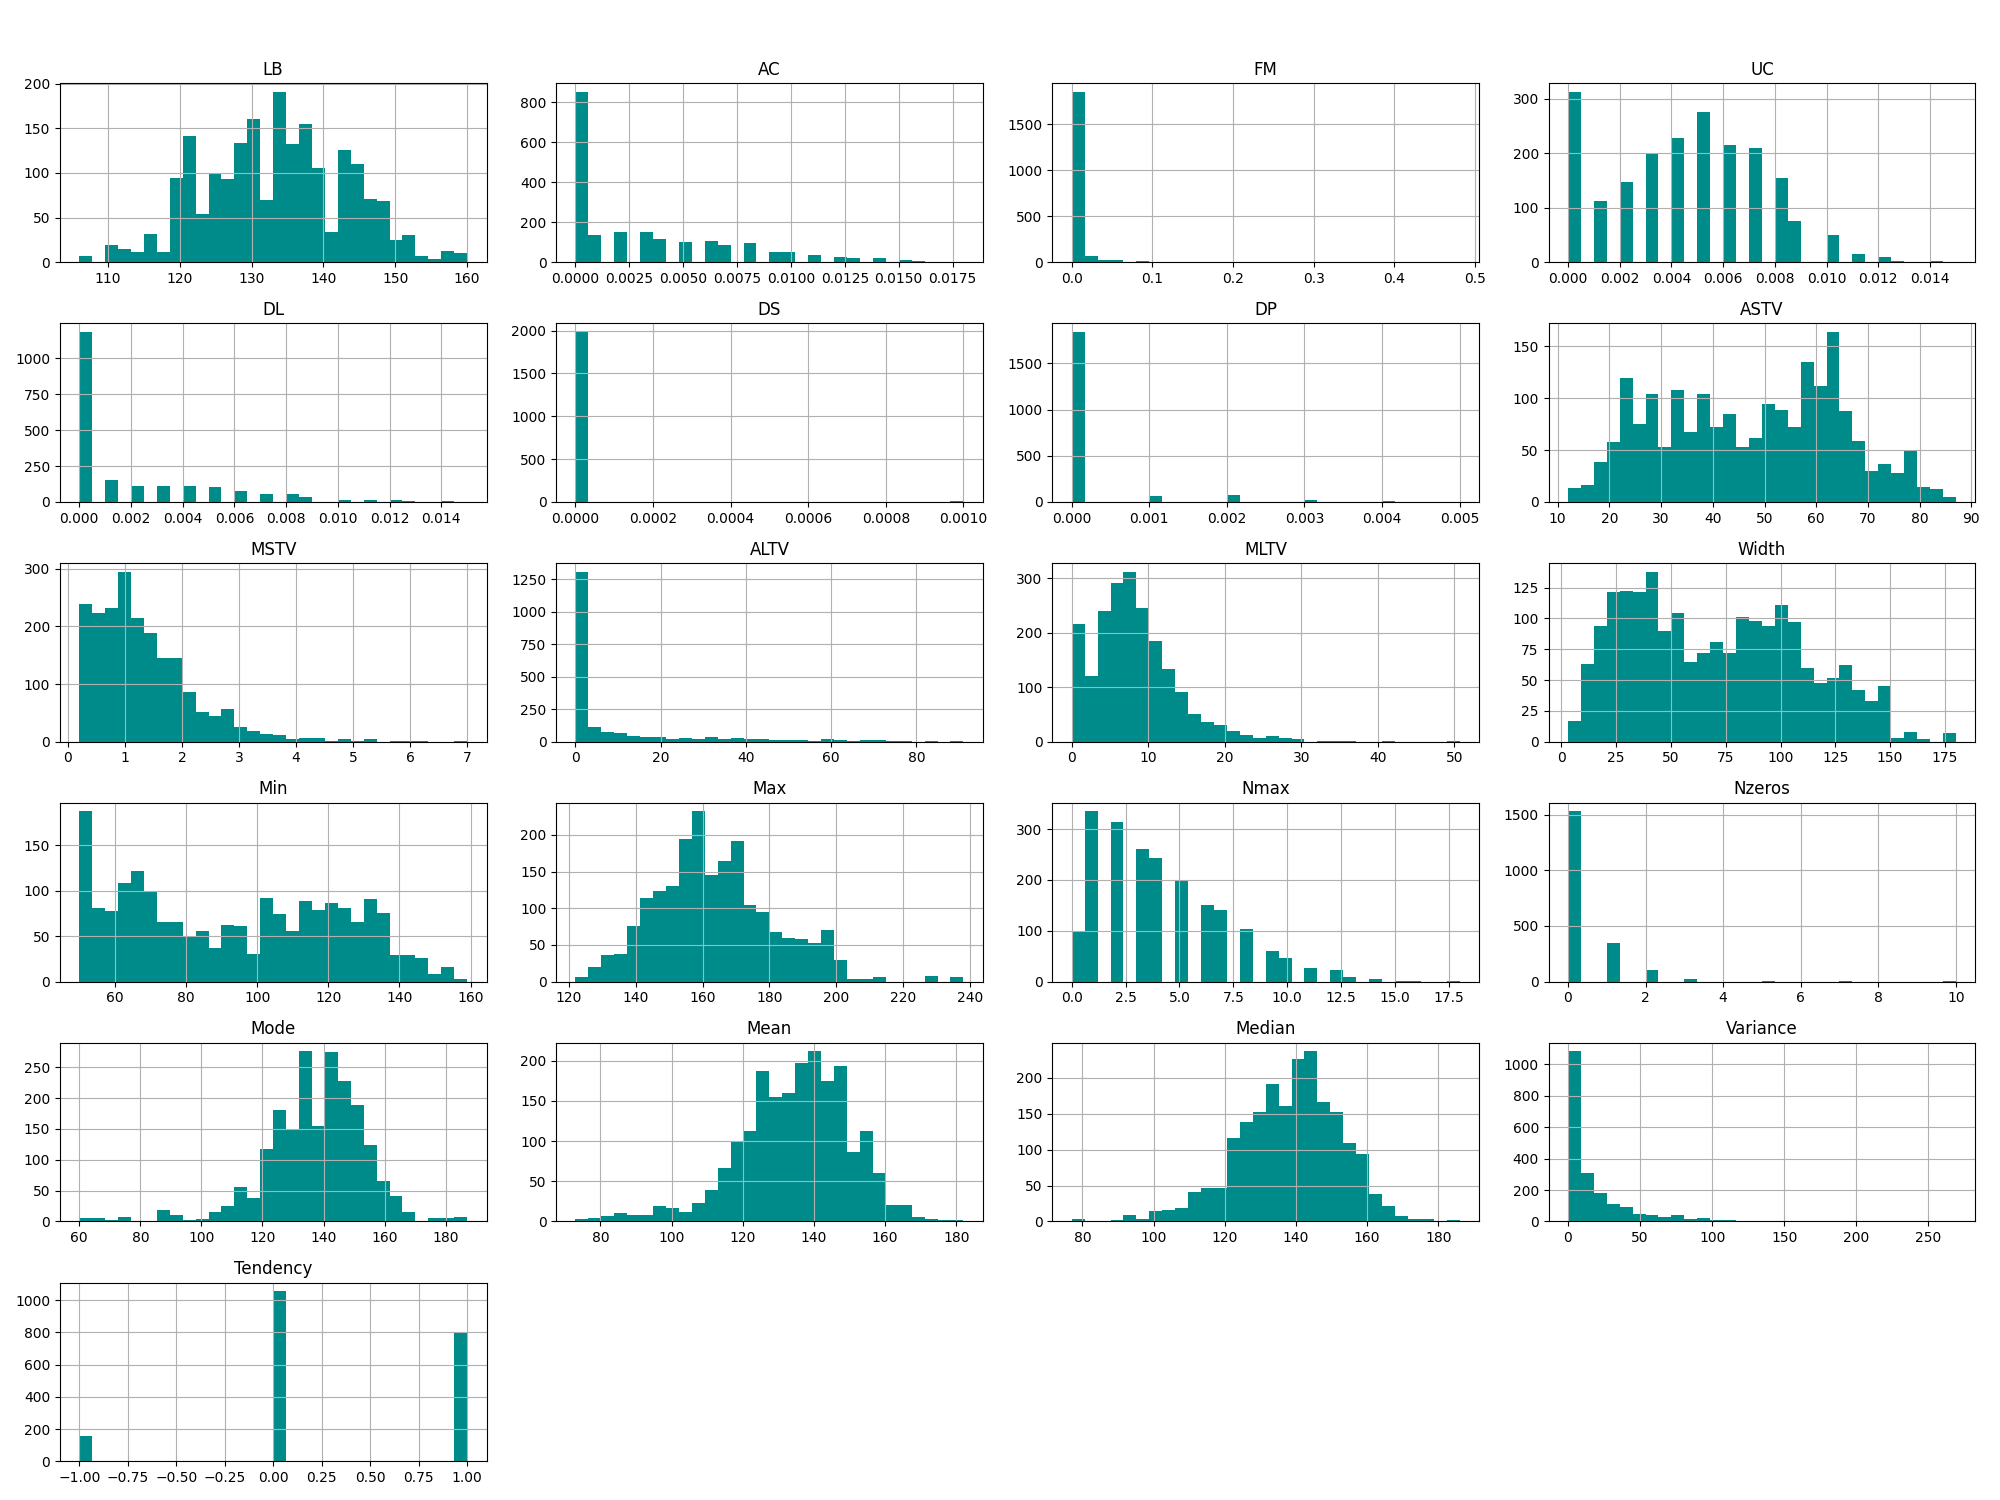 LB AC FM UC
200 150 100 50 0
110 120 130 140 150 160
800 600 400 200 0
0.0000 0.0025 0.0050 0.0075 0.0100 0.0125 0.0150 0.0175
1500 1000 500 0
0.0 0.1 0.2 0.3 0.4 0.5
300 200 100 0
0.000 0.002 0.004 0.006 0.008 0.010 0.012 0.014
DL DS DP ASTV
1000 750 500 250 0
0.000 0.002 0.004 0.006 0.008 0.010 0.012 0.014
2000 1500 1000 500 0
0.0000 0.0002 0.0004 0.0006 0.0008 0.0010
1500 1000 500 0
0.000 0.001 0.002 0.003 0.004 0.005
150 100 50 0
10 20 30 40 50 60 70 80 90
MSTV ALTV MLTV Width
300 200 100 0
0 1 2 3 4 5 6 7
1250 1000 750 500 250 0
0 20 40 60 80
300 200 100 0
0 10 20 30 40 50
125 100 75 50 25 0
0 25 50 75 100 125 150 175
Min Max Nmax Nzeros
150 100 50 0
60 80 100 120 140 160
200 150 100 50 0
120 140 160 180 200 220 240
300 200 100 0
0.0 2.5 5.0 7.5 10.0 12.5 15.0 17.5
1500 1000 500 0
0 2 4 6 8 10
Mode Mean Median Variance
250 200 150 100 50 0
60 80 100 120 140 160 180
200 150 100 50 0
80 100 120 140 160 180
200 150 100 50 0
80 100 120 140 160 180
1000 800 600 400 200 0
0 50 100 150 200 250
Tendency
1000 800 600 400 200 0
−1.00 −0.75 −0.50 −0.25 0.00 0.25 0.50 0.75 1.00